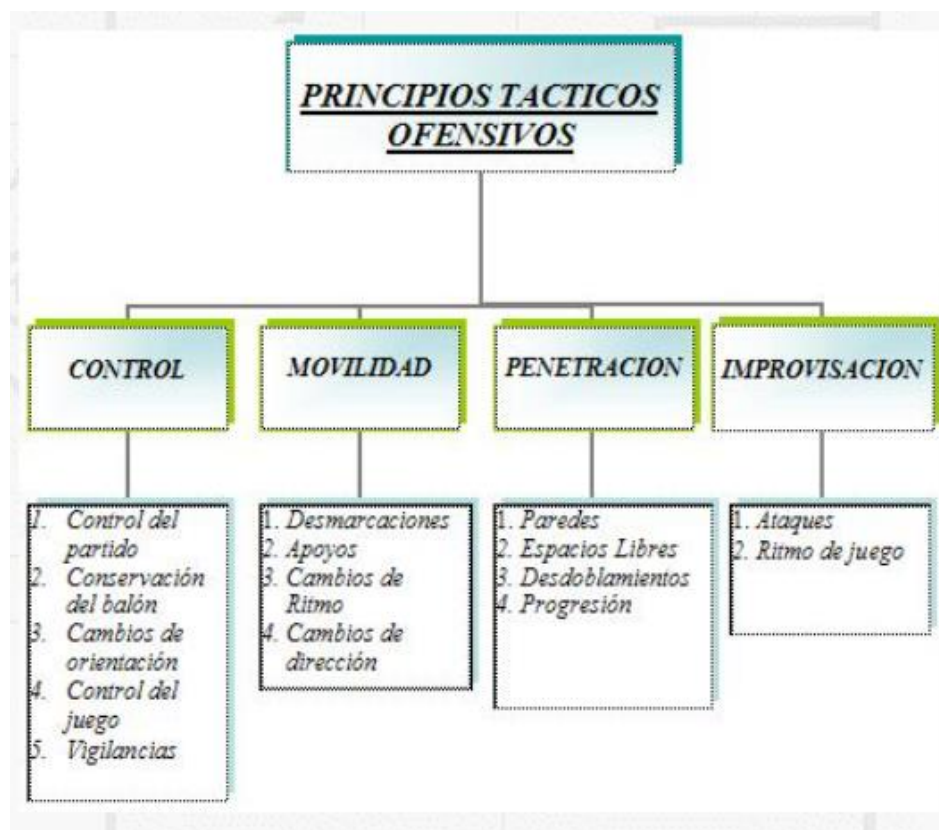 PRINCIPIOS TACTICOS
OFENSIVOS
CONTROL
MOVILIDAD
PENETRACION
IMPROVISACION
1. Control del
partido
2. Conservación
del balón
3. Cambios de
orientación
4. Control del
juego
5. Vigilancias
1. Desmarcaciones
2. Apoyos
3. Cambios de
Ritmo
4. Cambios de
dirección
1. Paredes
2. Espacios Libres
3. Desdoblamientos
4. Progresión
1. Ataques
2. Ritmo de juego